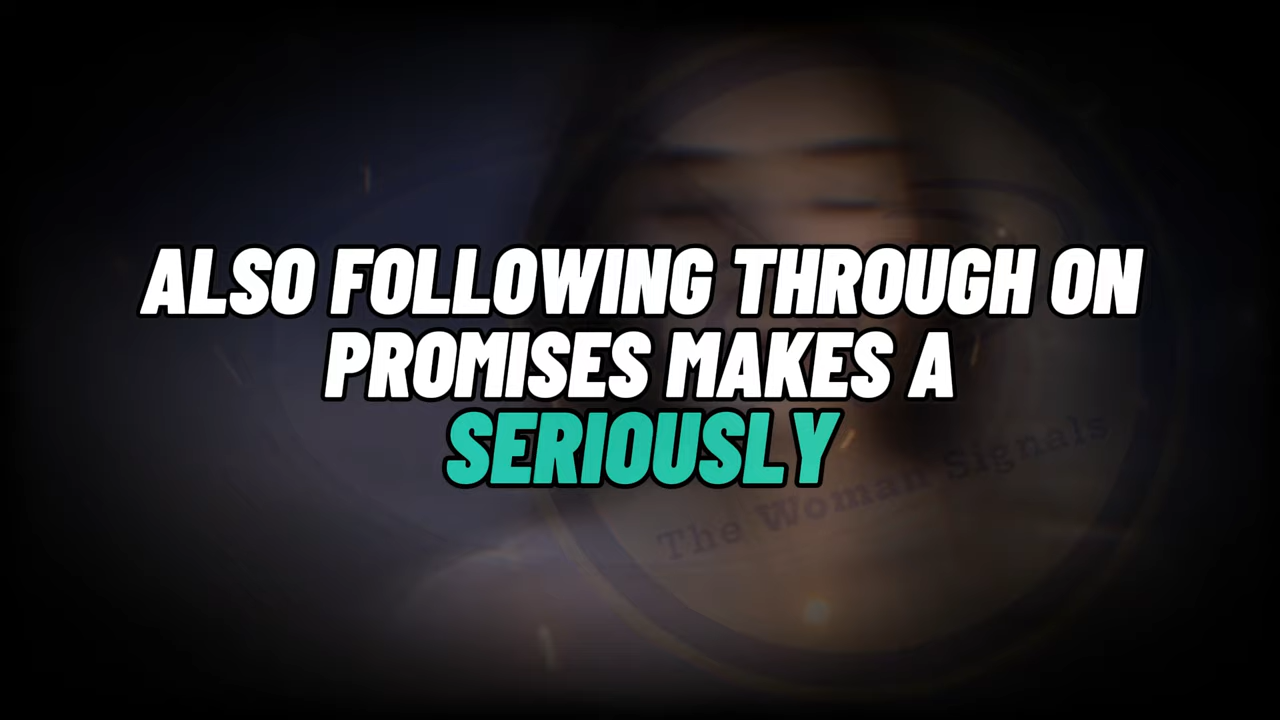 ALSO FOLLOWING THROUGH ON
PROMISES MAKES A
SERIOUSLY
The Woman Signals